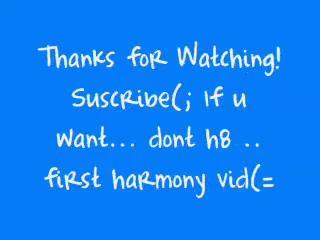 Thanks for Watching!
Suscribe(; If u
want... dont h8 ..
first harmony vid(=